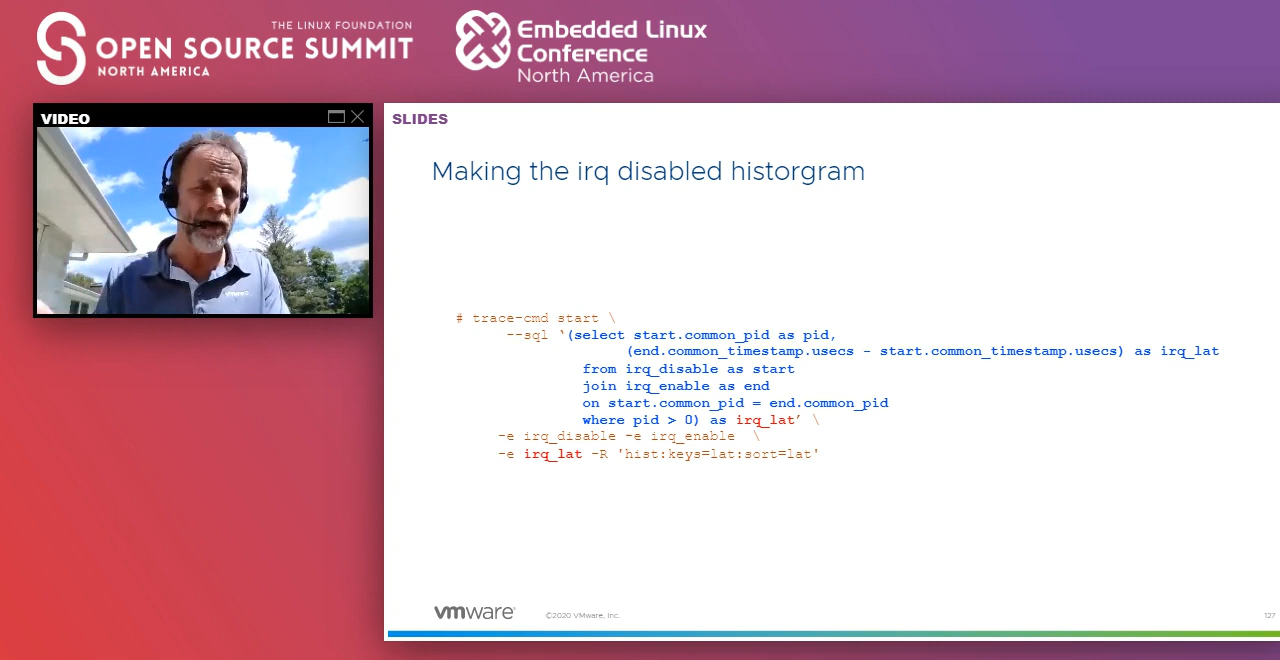 THE LINUX FOUNDATION
OPEN SOURCE SUMMIT
NORTH AMERICA
Embedded Linux
Conference
North America
VIDEO
vmware
SLIDES
Making the irq disabled historgram
# trace-cmd start \
--sql ‘(select start.common_pid as pid,
(end.common_timestamp.usecs - start.common_timestamp.usecs) as irq_lat
from irq_disable as start
join irq_enable as end
on start.common_pid = end.common_pid
where pid > 0) as irq_lat’ \
-e irq_disable -e irq_enable \
-e irq_lat -R 'hist:keys=lat:sort=lat'
vmware®
©2020 VMware, Inc.
127